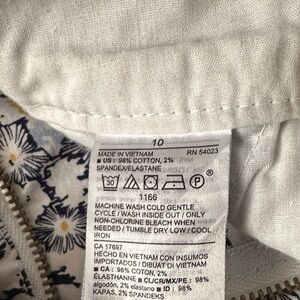 10
MADE IN VIETNAM RN 54023
■ US: 98% COTTON, 2%
SPANDEX/ELASTANE
30 P
1166
MACHINE WASH COLD GENTLE
CYCLE / WASH INSIDE OUT / ONLY
NON-CHLORINE BLEACH WHEN
NEEDED / TUMBLE DRY LOW / COOL
IRON
CA 17897
HECHO EN VIETNAM CON INSUMOS
IMPORTADOS / DIBUAT DI VIETNAM
■ CA: 98% COTON, 2%
ÉLASTHANNE ■ CL/CR/MX/PE: 98%
algodón, 2% elastano ■ ID: 98%
KAPAS, 2% SPANDEKS